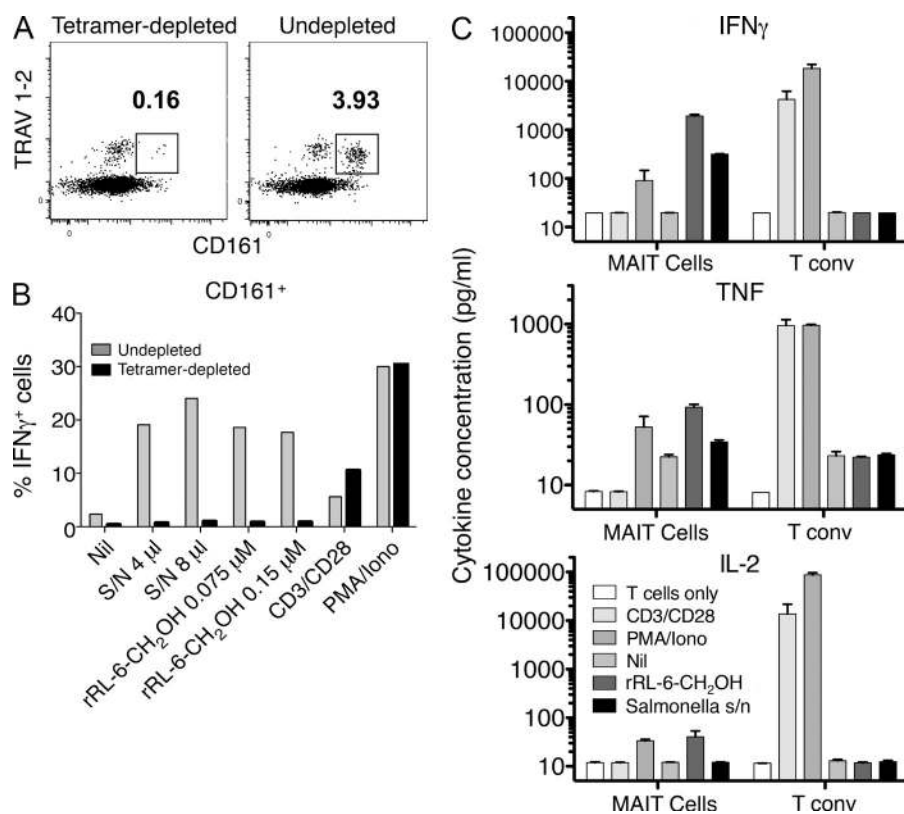 A
Tetramer-depleted
Undepleted
TRAV 1-2
0.16
3.93
0
0
0
0
CD161
B
CD161+
% IFNγ+ cells
40
30
20
10
0
Undepleted
Tetramer-depleted
Nil
S/N 4 μl
S/N 8 μl
rRL-6-CH2OH 0.075 μM
rRL-6-CH2OH 0.15 μM
CD3/CD28
PMA/Iono
C
Cytokine concentration (pg/ml)
IFNγ
100000
10000
1000
100
20
MAIT Cells
T conv
TNF
1000
100
10
MAIT Cells
T conv
IL-2
100000
10000
1000
100
10
T cells only
CD3/CD28
PMA/Iono
Nil
rRL-6-CH2OH
Salmonella s/n
MAIT Cells
T conv